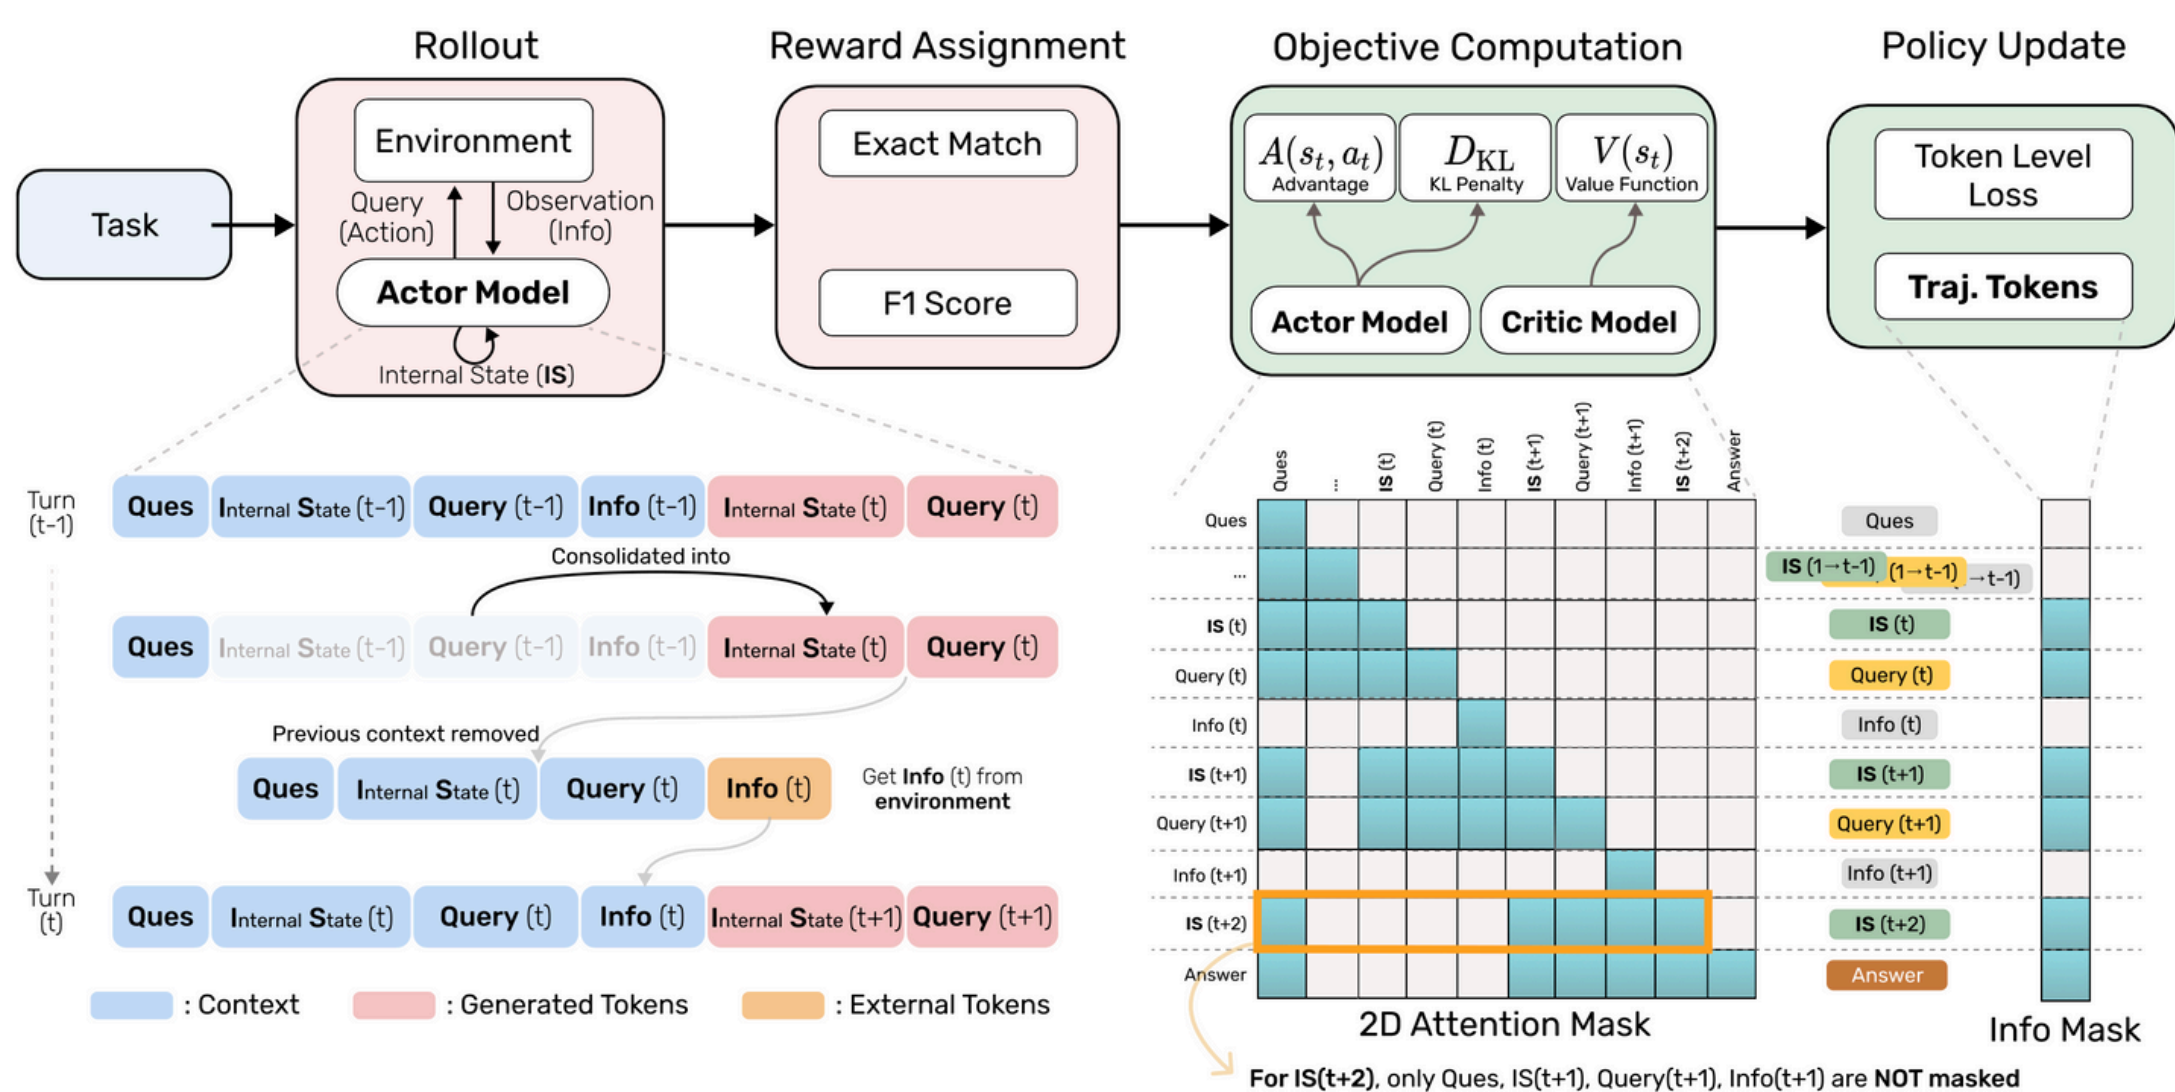 Rollout
Reward Assignment
Objective Computation
Policy Update
Task
Environment
Query
(Action)
Observation
(Info)
Actor Model
Internal State (IS)
Exact Match
F1 Score
A(s_t, a_t)
Advantage
D_KL
KL Penalty
V(s_t)
Value Function
Actor Model
Critic Model
Token Level
Loss
Traj. Tokens
Turn
(t-1)
Ques
Internal State (t-1)
Query (t-1)
Info (t-1)
Internal State (t)
Query (t)
Consolidated into
Ques
Internal State (t-1)
Query (t-1)
Info (t-1)
Internal State (t)
Query (t)
Previous context removed
Ques
Internal State (t)
Query (t)
Info (t)
Get Info (t) from
environment
Turn
(t)
Ques
Internal State (t)
Query (t)
Info (t)
Internal State (t+1)
Query (t+1)
: Context
: Generated Tokens
: External Tokens
Ques
...
IS (t)
Query (t)
Info (t)
IS (t+1)
Query (t+1)
Info (t+1)
IS (t+2)
Answer
Ques
...
IS (t)
Query (t)
Info (t)
IS (t+1)
Query (t+1)
Info (t+1)
IS (t+2)
Answer
2D Attention Mask
Ques
IS (1→t-1)
(1→t-1)
→t-1)
IS (t)
Query (t)
Info (t)
IS (t+1)
Query (t+1)
Info (t+1)
IS (t+2)
Answer
Info Mask
For IS(t+2), only Ques, IS(t+1), Query(t+1), Info(t+1) are NOT masked